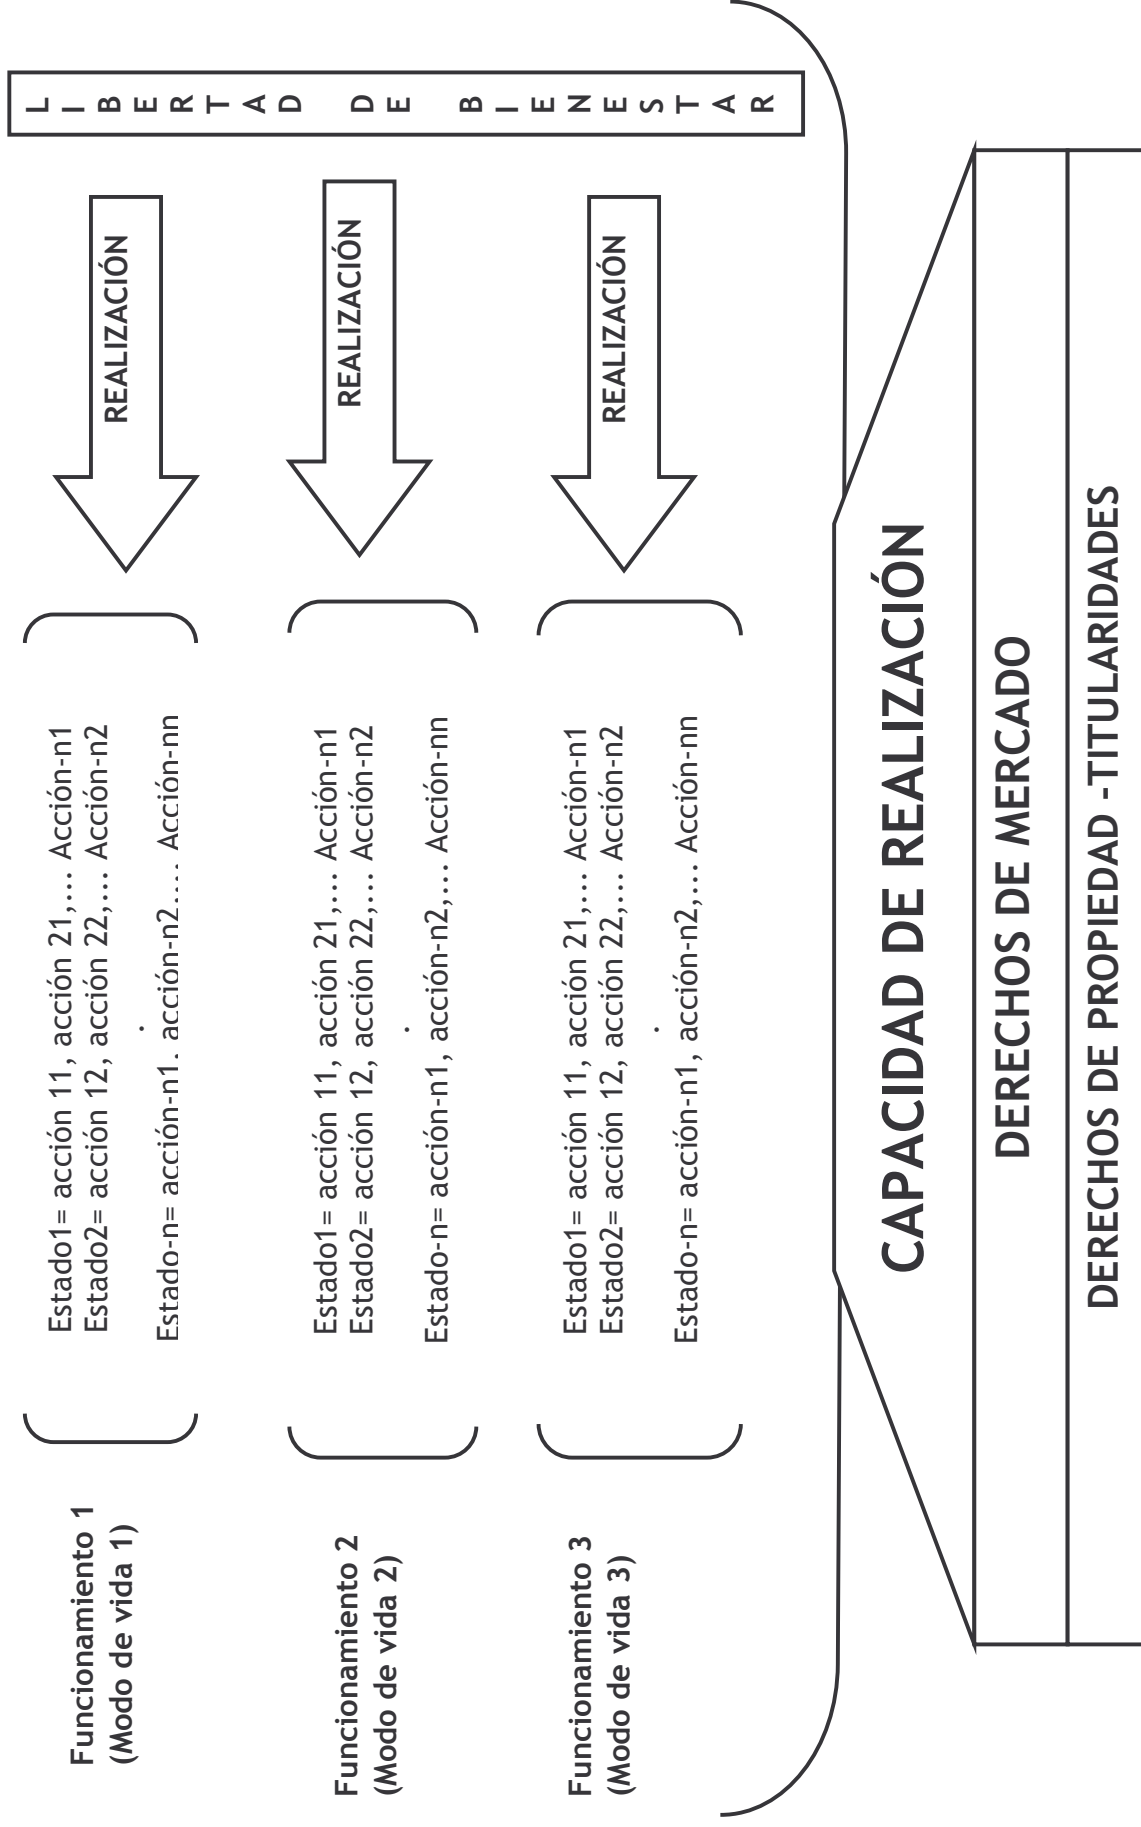 Funcionamiento 1
(Modo de vida 1)
Estado1= acción 11, acción 21,... Acción-n1
Estado2= acción 12, acción 22,... Acción-n2
.
Estado-n= acción-n1, acción-n2,... Acción-nn
REALIZACIÓN
Funcionamiento 2
(Modo de vida 2)
Estado1= acción 11, acción 21,... Acción-n1
Estado2= acción 12, acción 22,... Acción-n2
.
Estado-n= acción-n1, acción-n2,... Acción-nn
REALIZACIÓN
Funcionamiento 3
(Modo de vida 3)
Estado1= acción 11, acción 21,... Acción-n1
Estado2= acción 12, acción 22,... Acción-n2
.
Estado-n= acción-n1, acción-n2,... Acción-nn
REALIZACIÓN
LIBERTAD DE BIENESTAR
CAPACIDAD DE REALIZACIÓN
DERECHOS DE MERCADO
DERECHOS DE PROPIEDAD -TITULARIDADES